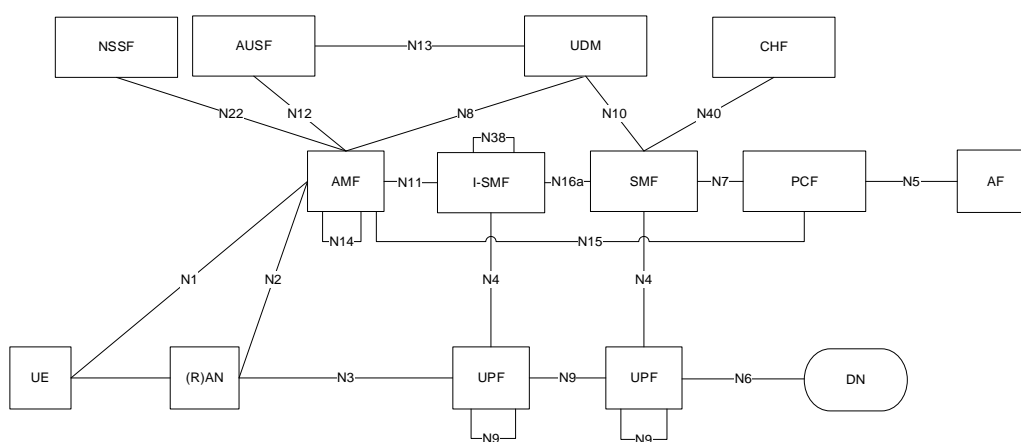 NSSF
AUSF
N13
UDM
CHF
N22
N12
N8
N10
N40
N38
AMF
N11
I-SMF
N16a
SMF
N7
PCF
N5
AF
N14
N15
N1
N2
N4
N4
UE
(R)AN
N3
UPF
N9
UPF
N6
DN
N9
N9